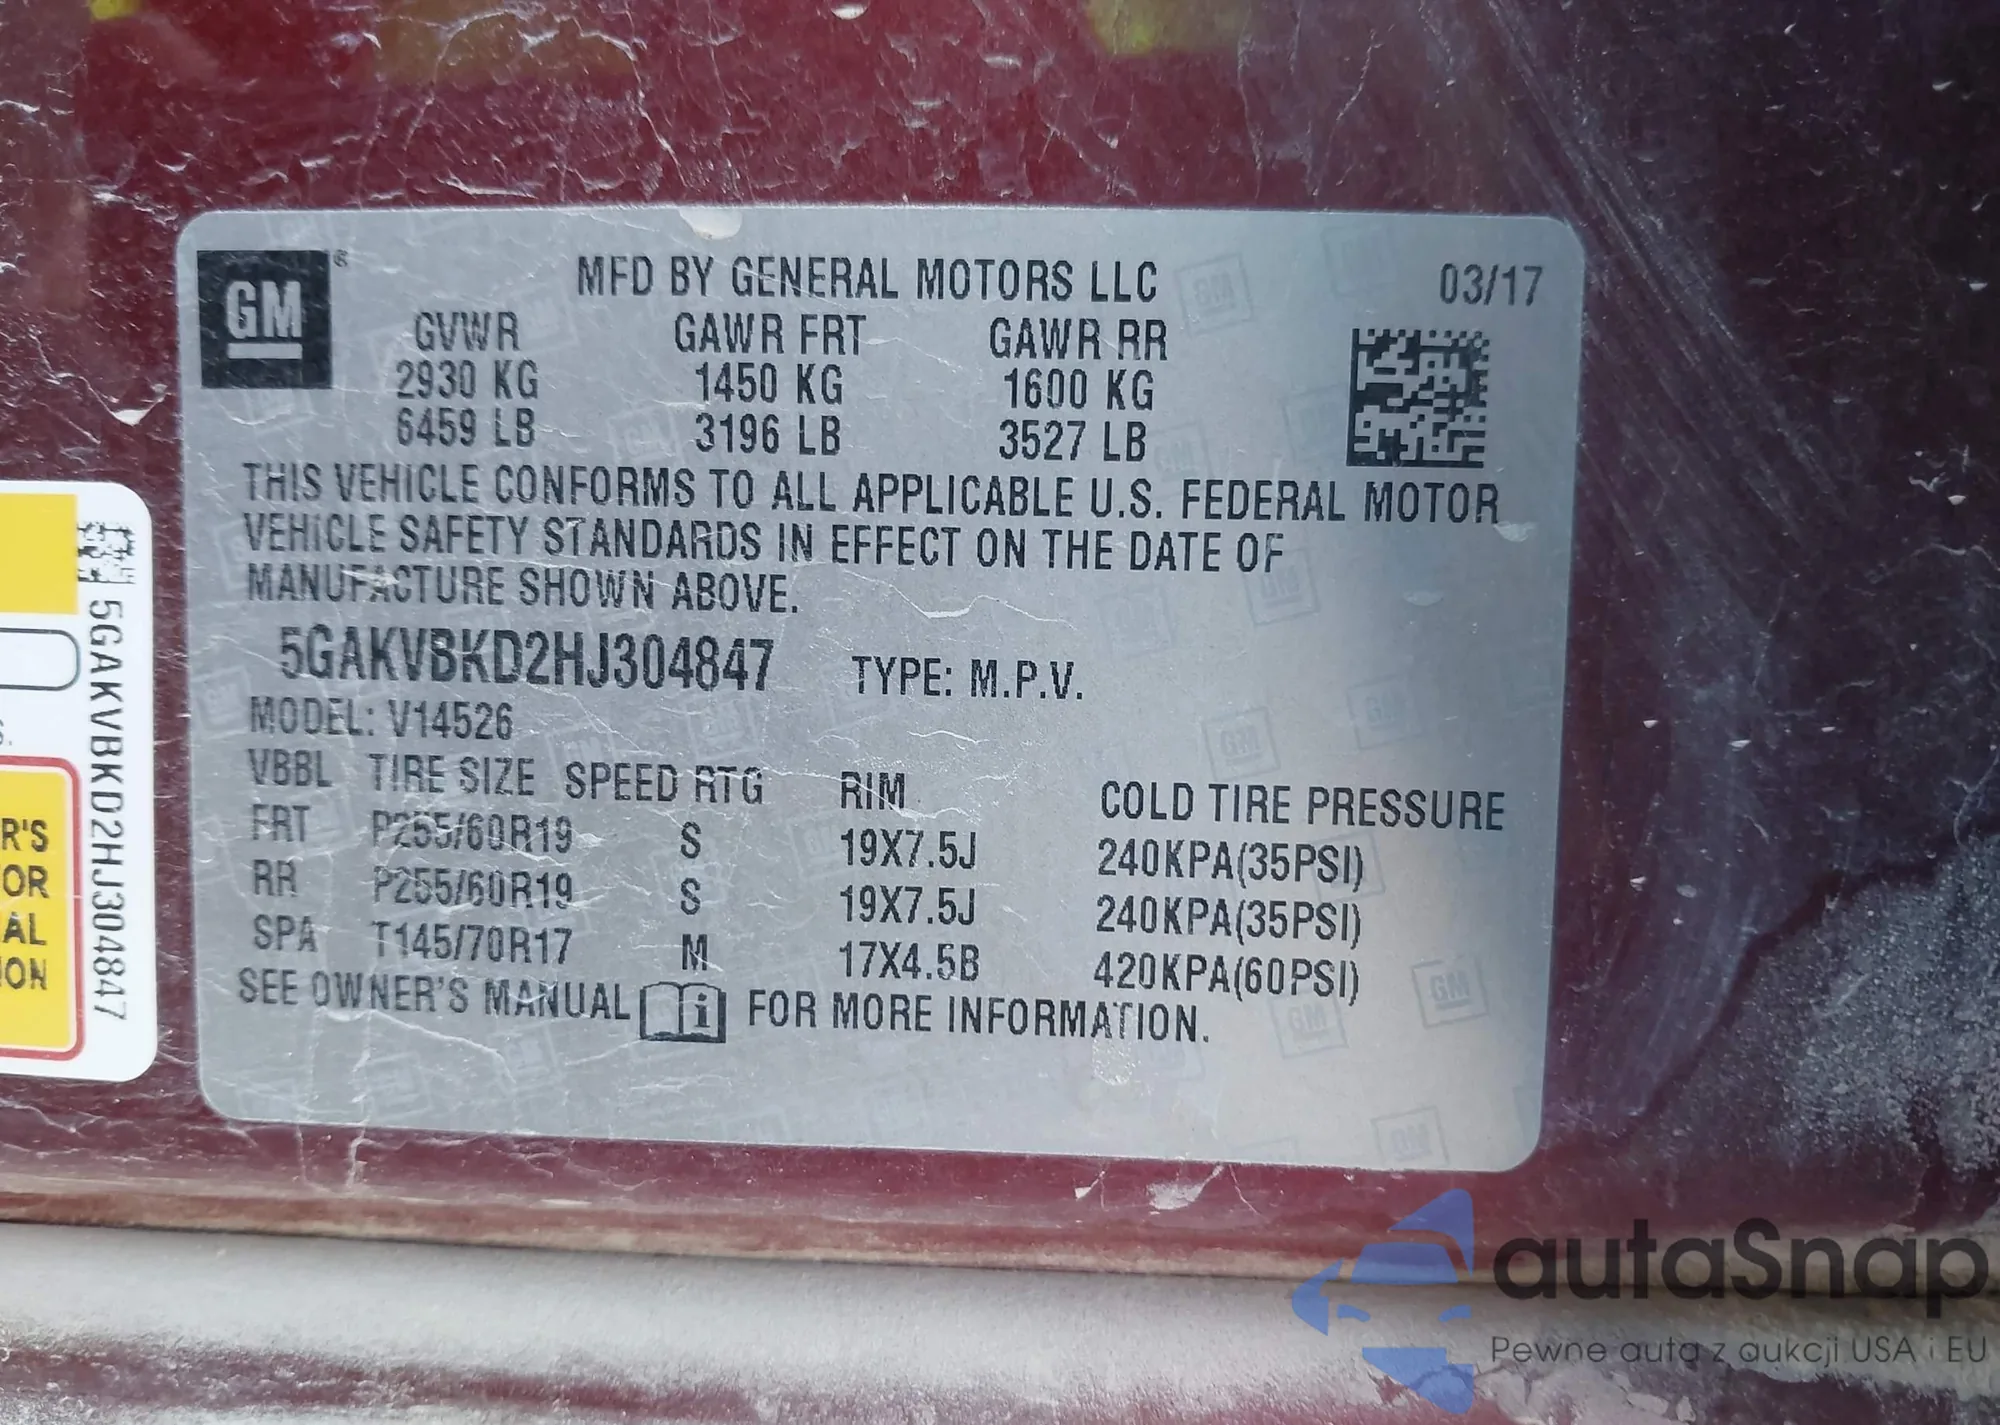 GM ®
MFD BY GENERAL MOTORS LLC 03/17
GVWR GAWR FRT GAWR RR
2930 KG 1450 KG 1600 KG
6459 LB 3196 LB 3527 LB
THIS VEHICLE CONFORMS TO ALL APPLICABLE U.S. FEDERAL MOTOR
VEHICLE SAFETY STANDARDS IN EFFECT ON THE DATE OF
MANUFACTURE SHOWN ABOVE.
5GAKVBKD2HJ304847 TYPE: M.P.V.
MODEL: V14526
VBBL TIRE SIZE SPEED RTG RIM COLD TIRE PRESSURE
FRT P255/60R19 S 19X7.5J 240KPA(35PSI)
RR P255/60R19 S 19X7.5J 240KPA(35PSI)
SPA T145/70R17 M 17X4.5B 420KPA(60PSI)
SEE OWNER'S MANUAL i FOR MORE INFORMATION.
5GAKVBKD2HJ304847
S.
R'S
OR
AL
ION
autaSnap
Pewne auta z aukcji USA i EU